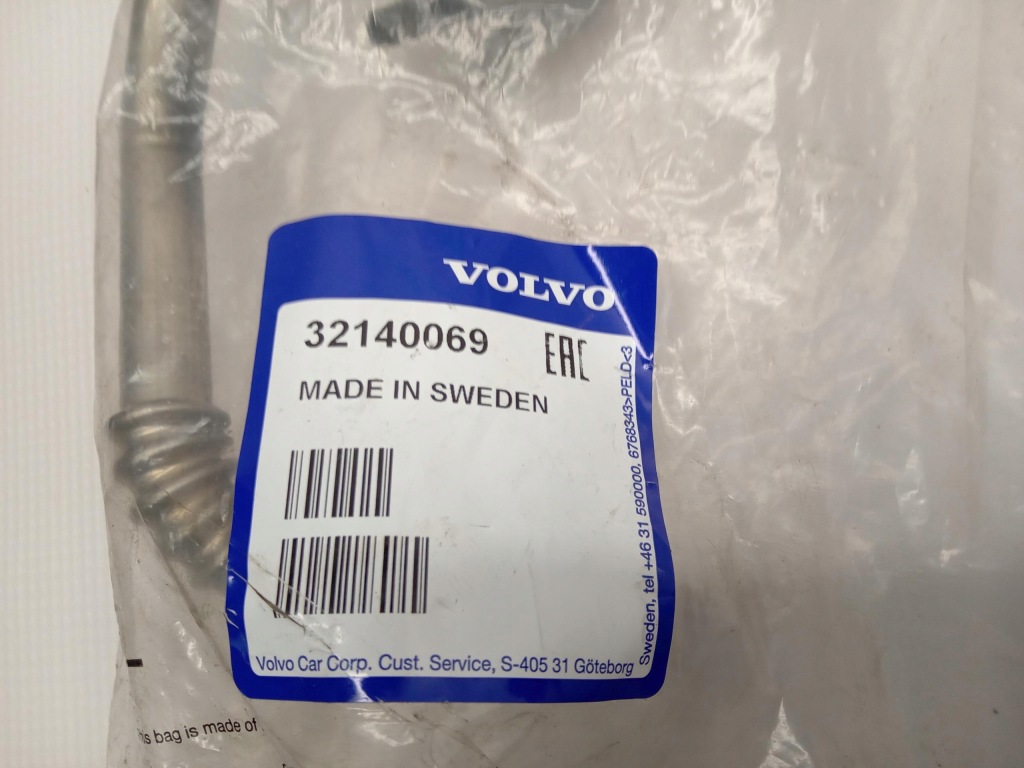 VOLVO
32140069
EAC
MADE IN SWEDEN
Volvo Car Corp. Cust. Service, S-405 31 Göteborg
Sweden, tel +46 31 590000, 6768343>PELD<3
bag is made of